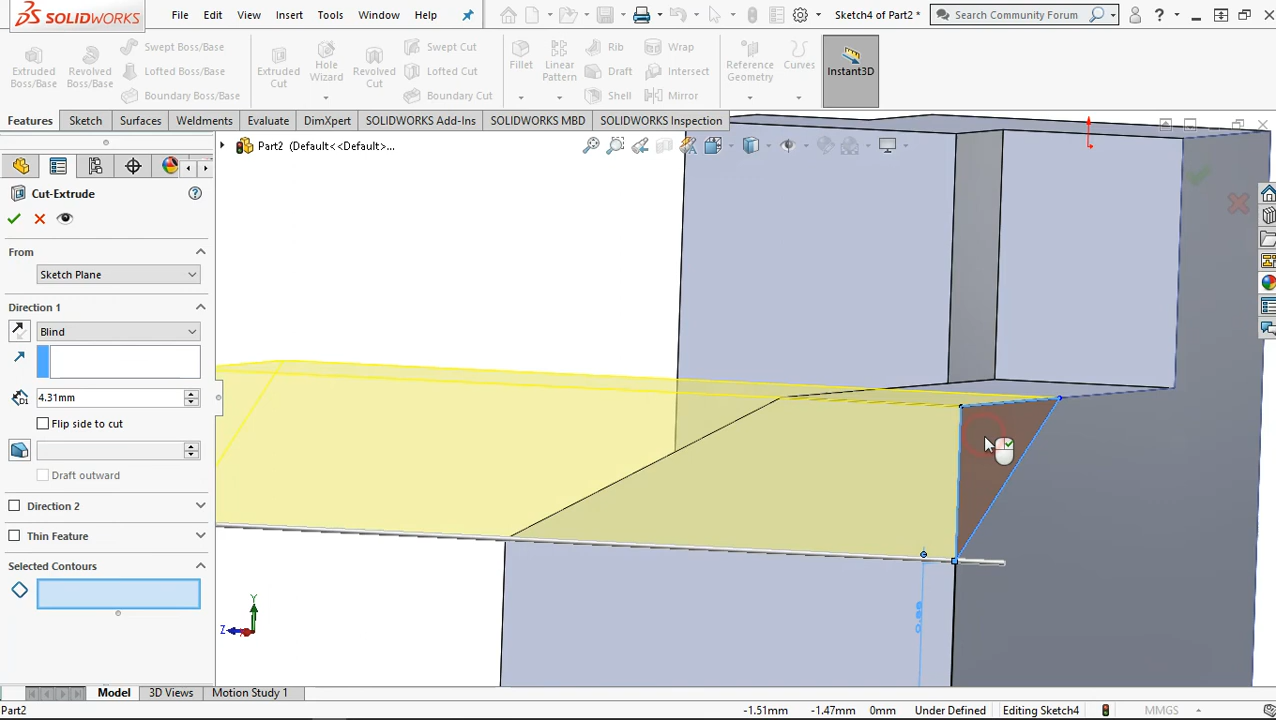 SOLIDWORKS File Edit View Insert Tools Window Help Sketch4 of Part2 * Search Community Forum ?
Extruded Boss/Base
Revolved Boss/Base
Swept Boss/Base
Lofted Boss/Base
Boundary Boss/Base
Extruded Cut
Hole Wizard
Revolved Cut
Swept Cut
Lofted Cut
Boundary Cut
Fillet
Linear Pattern
Rib
Draft
Shell
Wrap
Intersect
Mirror
Reference Geometry
Curves
Instant3D
Features Sketch Surfaces Weldments Evaluate DimXpert SOLIDWORKS Add-Ins SOLIDWORKS MBD SOLIDWORKS Inspection
Part2 (Default<<Default>...
Cut-Extrude
From
Sketch Plane
Direction 1
Blind
4.31mm
Flip side to cut
Draft outward
Direction 2
Thin Feature
Selected Contours
Y
Z
Model 3D Views Motion Study 1
Part2 -1.51mm -1.47mm 0mm Under Defined Editing Sketch4 MMGS